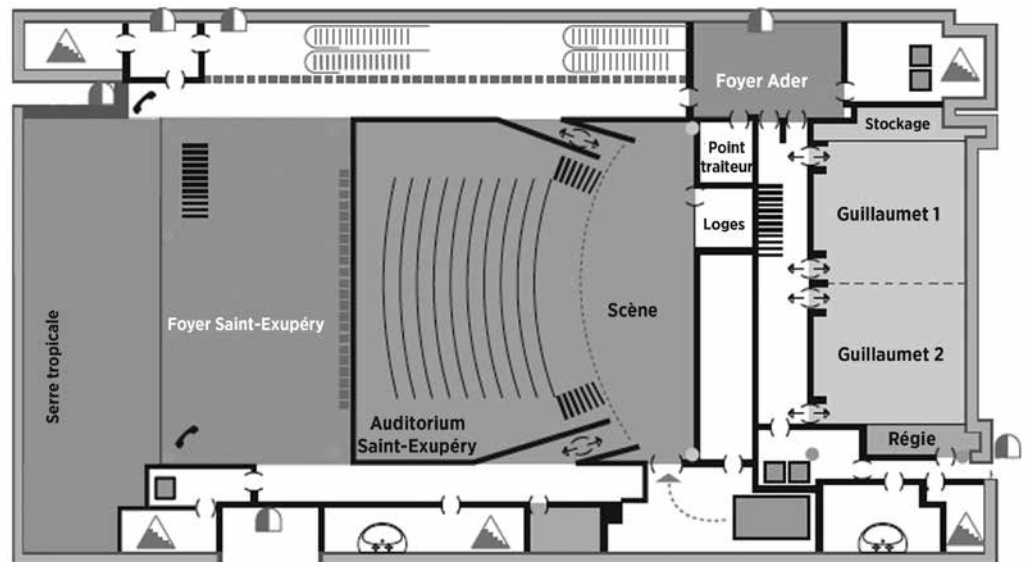 Foyer Ader
Stockage
Point
traiteur
Guillaumet 1
Loges
Serre tropicale
Foyer Saint-Exupéry
Scène
Guillaumet 2
Auditorium
Saint-Exupéry
Régie